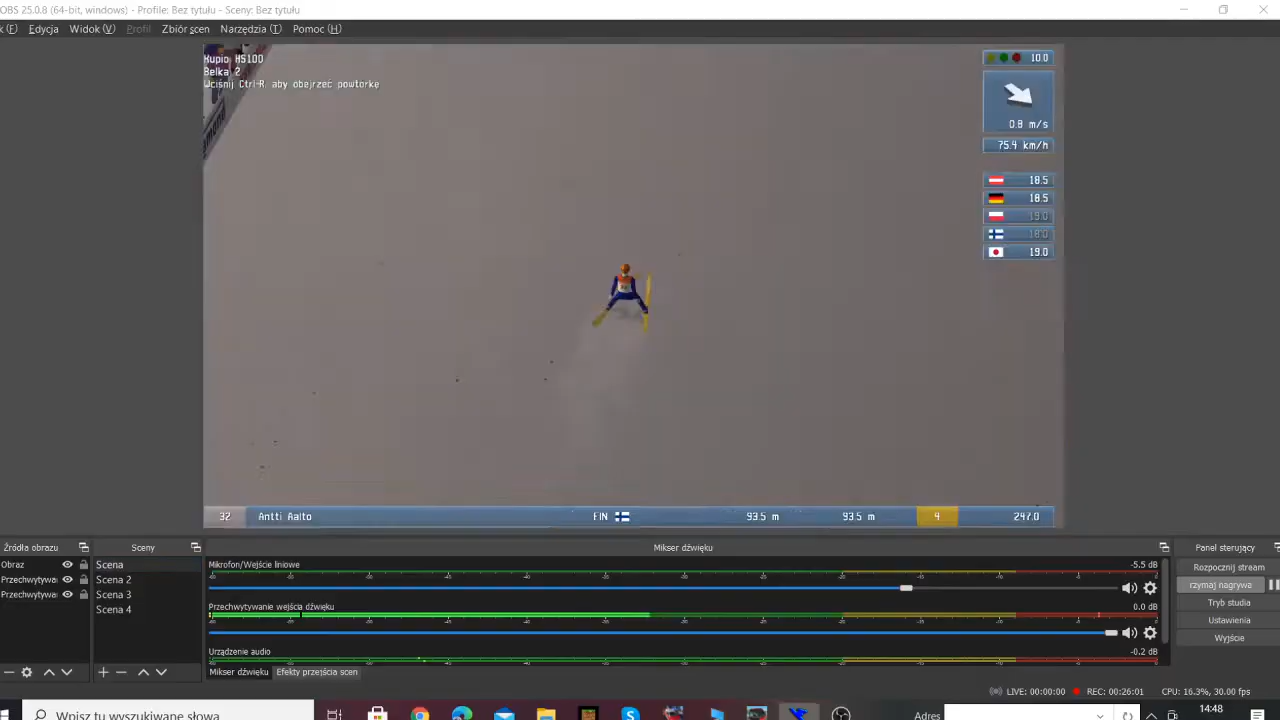 OBS 25.0.8 (64-bit, windows) - Profile: Bez tytułu - Sceny: Bez tytułu
k (F) Edycja Widok (V) Profil Zbiór scen Narzędzia (T) Pomoc (H)
Kupio HS100
Belka 2
Wciśnij Ctrl-R aby obejrzeć powtórkę
10.0
0.8 m/s
75.4 km/h
18.5
18.5
19.0
18.0
19.0
32 Antti Aalto FIN 93.5 m 93.5 m 4 247.0
Źródła obrazu
Obraz
Przechwytywa
Przechwytywa
Sceny
Scena
Scena 2
Scena 3
Scena 4
Mikser dźwięku
Mikrofon/Wejście liniowe -5.5 dB
Przechwytywanie wejścia dźwięku 0.0 dB
Urządzenie audio -0.2 dB
Mikser dźwięku Efekty przejścia scen
Panel sterujący
Rozpocznij stream
rzymaj nagrywa
Tryb studia
Ustawienia
Wyjście
LIVE: 00:00:00 REC: 00:26:01 CPU: 16.3%, 30.00 fps
Wpisz tu wyszukiwane słowa
Adres
14:48